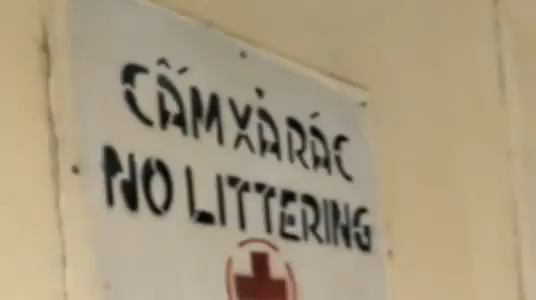 CẤM XẢ RÁC
NO LITTERING